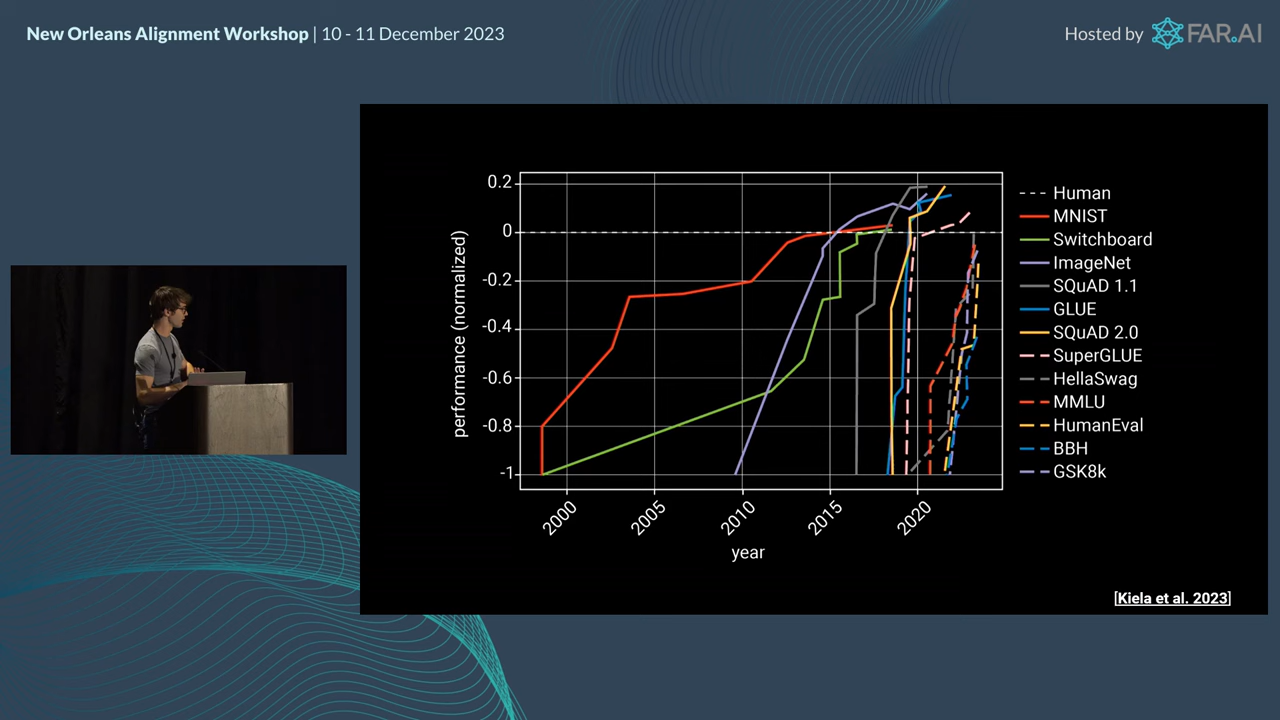 New Orleans Alignment Workshop | 10 - 11 December 2023
Hosted by FAR.AI
performance (normalized)
0.2
0
-0.2
-0.4
-0.6
-0.8
-1
2000
2005
2010
2015
2020
year
Human
MNIST
Switchboard
ImageNet
SQuAD 1.1
GLUE
SQuAD 2.0
SuperGLUE
HellaSwag
MMLU
HumanEval
BBH
GSK8k
[Kiela et al. 2023]